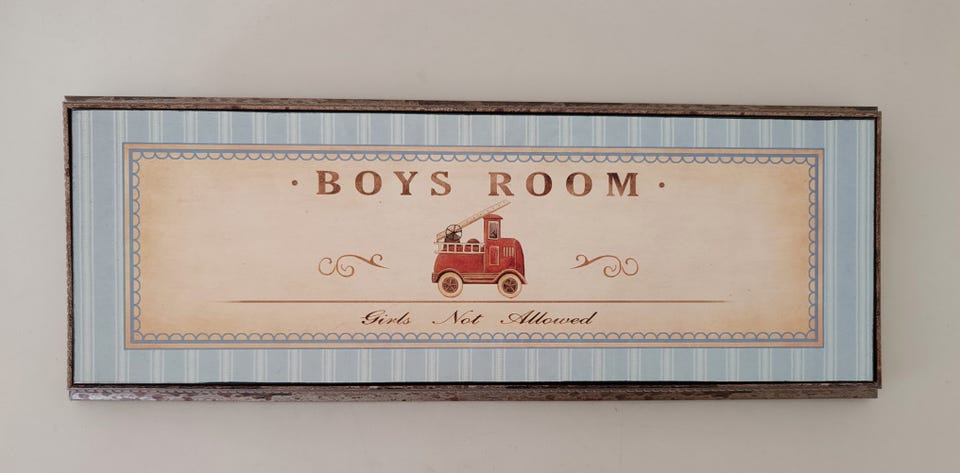 · BOYS ROOM ·
Girls Not Allowed